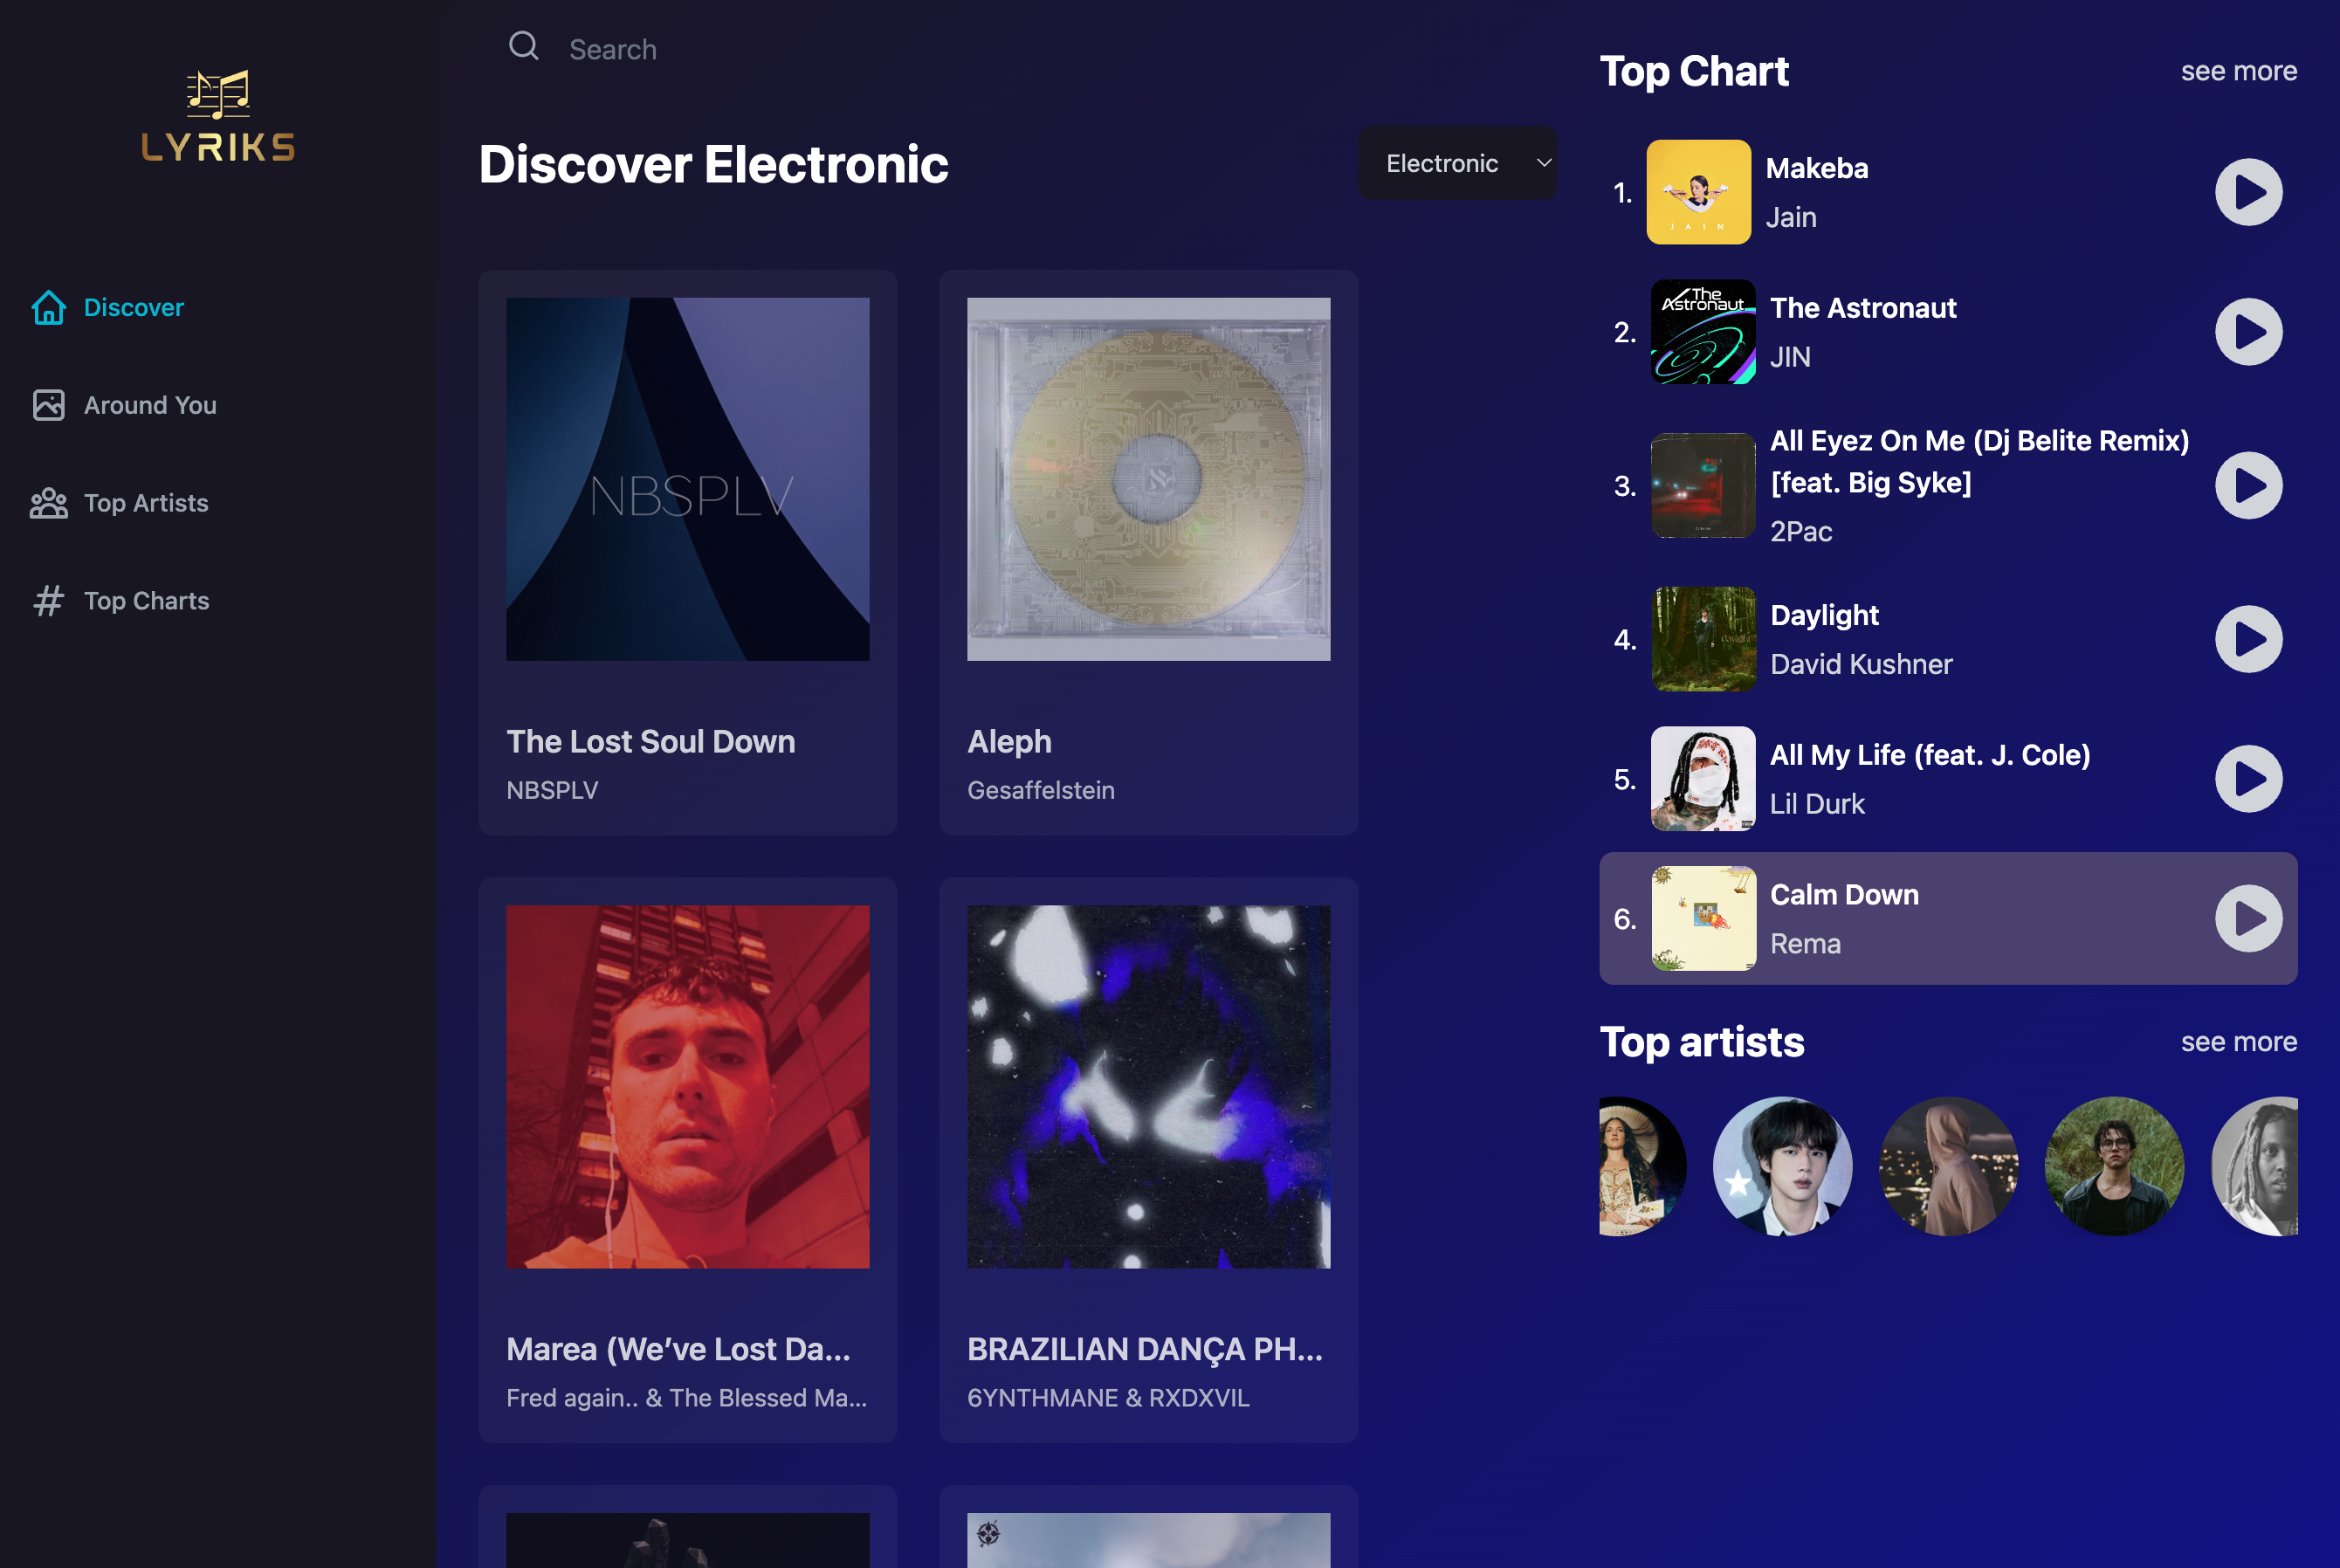 LYRIKS
Discover
Around You
Top Artists
Top Charts
Search
Discover Electronic
Electronic
NBSPLV
The Lost Soul Down
NBSPLV
Aleph
Gesaffelstein
Marea (We've Lost Da...
Fred again.. & The Blessed Ma...
BRAZILIAN DANÇA PH...
6YNTHMANE & RXDXVIL
Top Chart
see more
1.
JAIN
Makeba
Jain
2.
The
Astronaut
The Astronaut
JIN
3.
All Eyez On Me (Dj Belite Remix)
[feat. Big Syke]
2Pac
4.
daylight
Daylight
David Kushner
5.
All My Life (feat. J. Cole)
Lil Durk
6.
Calm Down
Rema
Top artists
see more